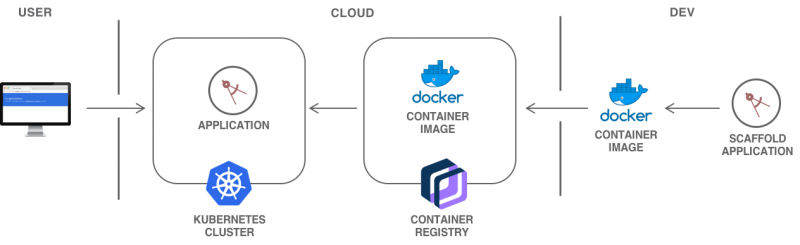 USER
CLOUD
DEV
APPLICATION
docker
CONTAINER
IMAGE
docker
CONTAINER
IMAGE
SCAFFOLD
APPLICATION
KUBERNETES
CLUSTER
CONTAINER
REGISTRY